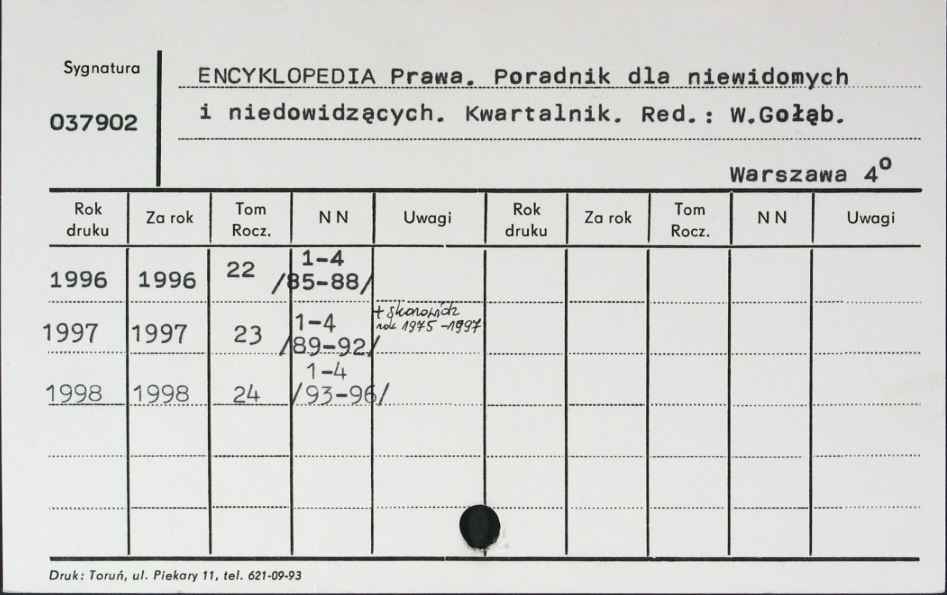 Sygnatura
037902
ENCYKLOPEDIA Prawa. Poradnik dla niewidomych
i niedowidzących. Kwartalnik. Red.: W.Gołąb.
Warszawa 4º
Rok druku Za rok Tom Rocz. N N Uwagi Rok druku Za rok Tom Rocz. N N Uwagi
1996 1996 22 1-4 /85-88/
1997 1997 23 1-4 /89-92/ + skorowidz rok 1975-1997
1998 1998 24 1-4 /93-96/
Druk: Toruń, ul. Piekary 11, tel. 621-09-93